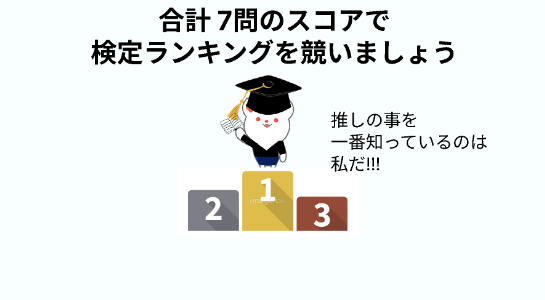 合計 7問のスコアで
検定ランキングを競いましょう
推しの事を
一番知っているのは
私だ!!!
1
2
3